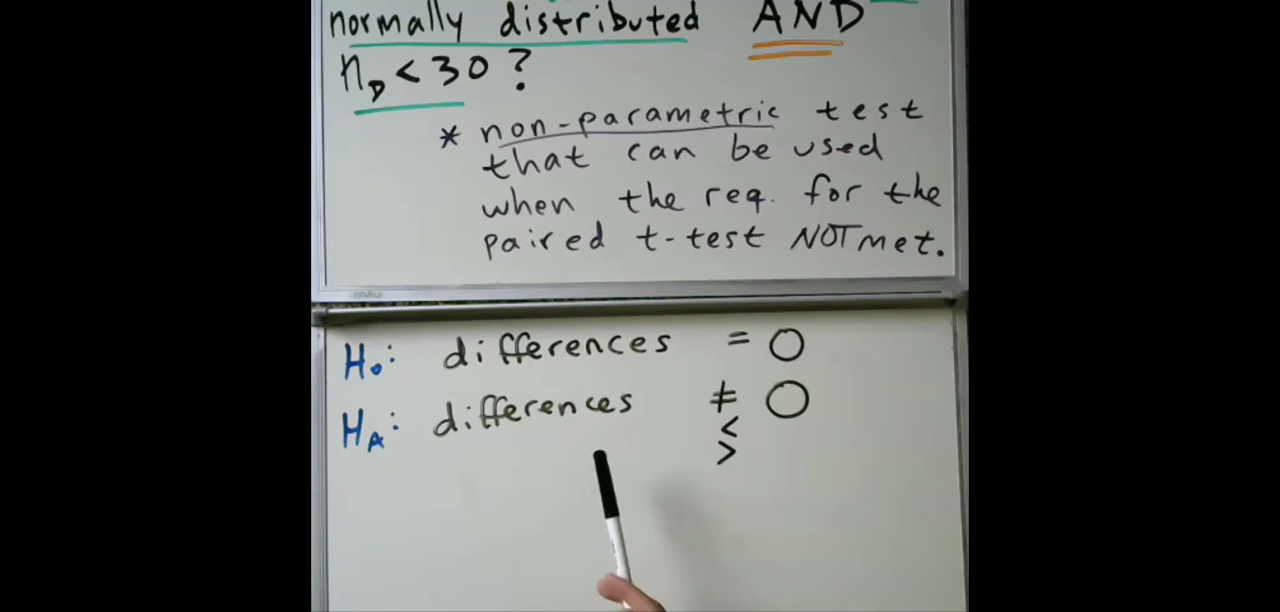 normally distributed AND
n_D < 30 ?
* non-parametric test
that can be used
when the req. for the
paired t-test NOT met.
H₀: differences = 0
H_A: differences ≠ 0
<
>